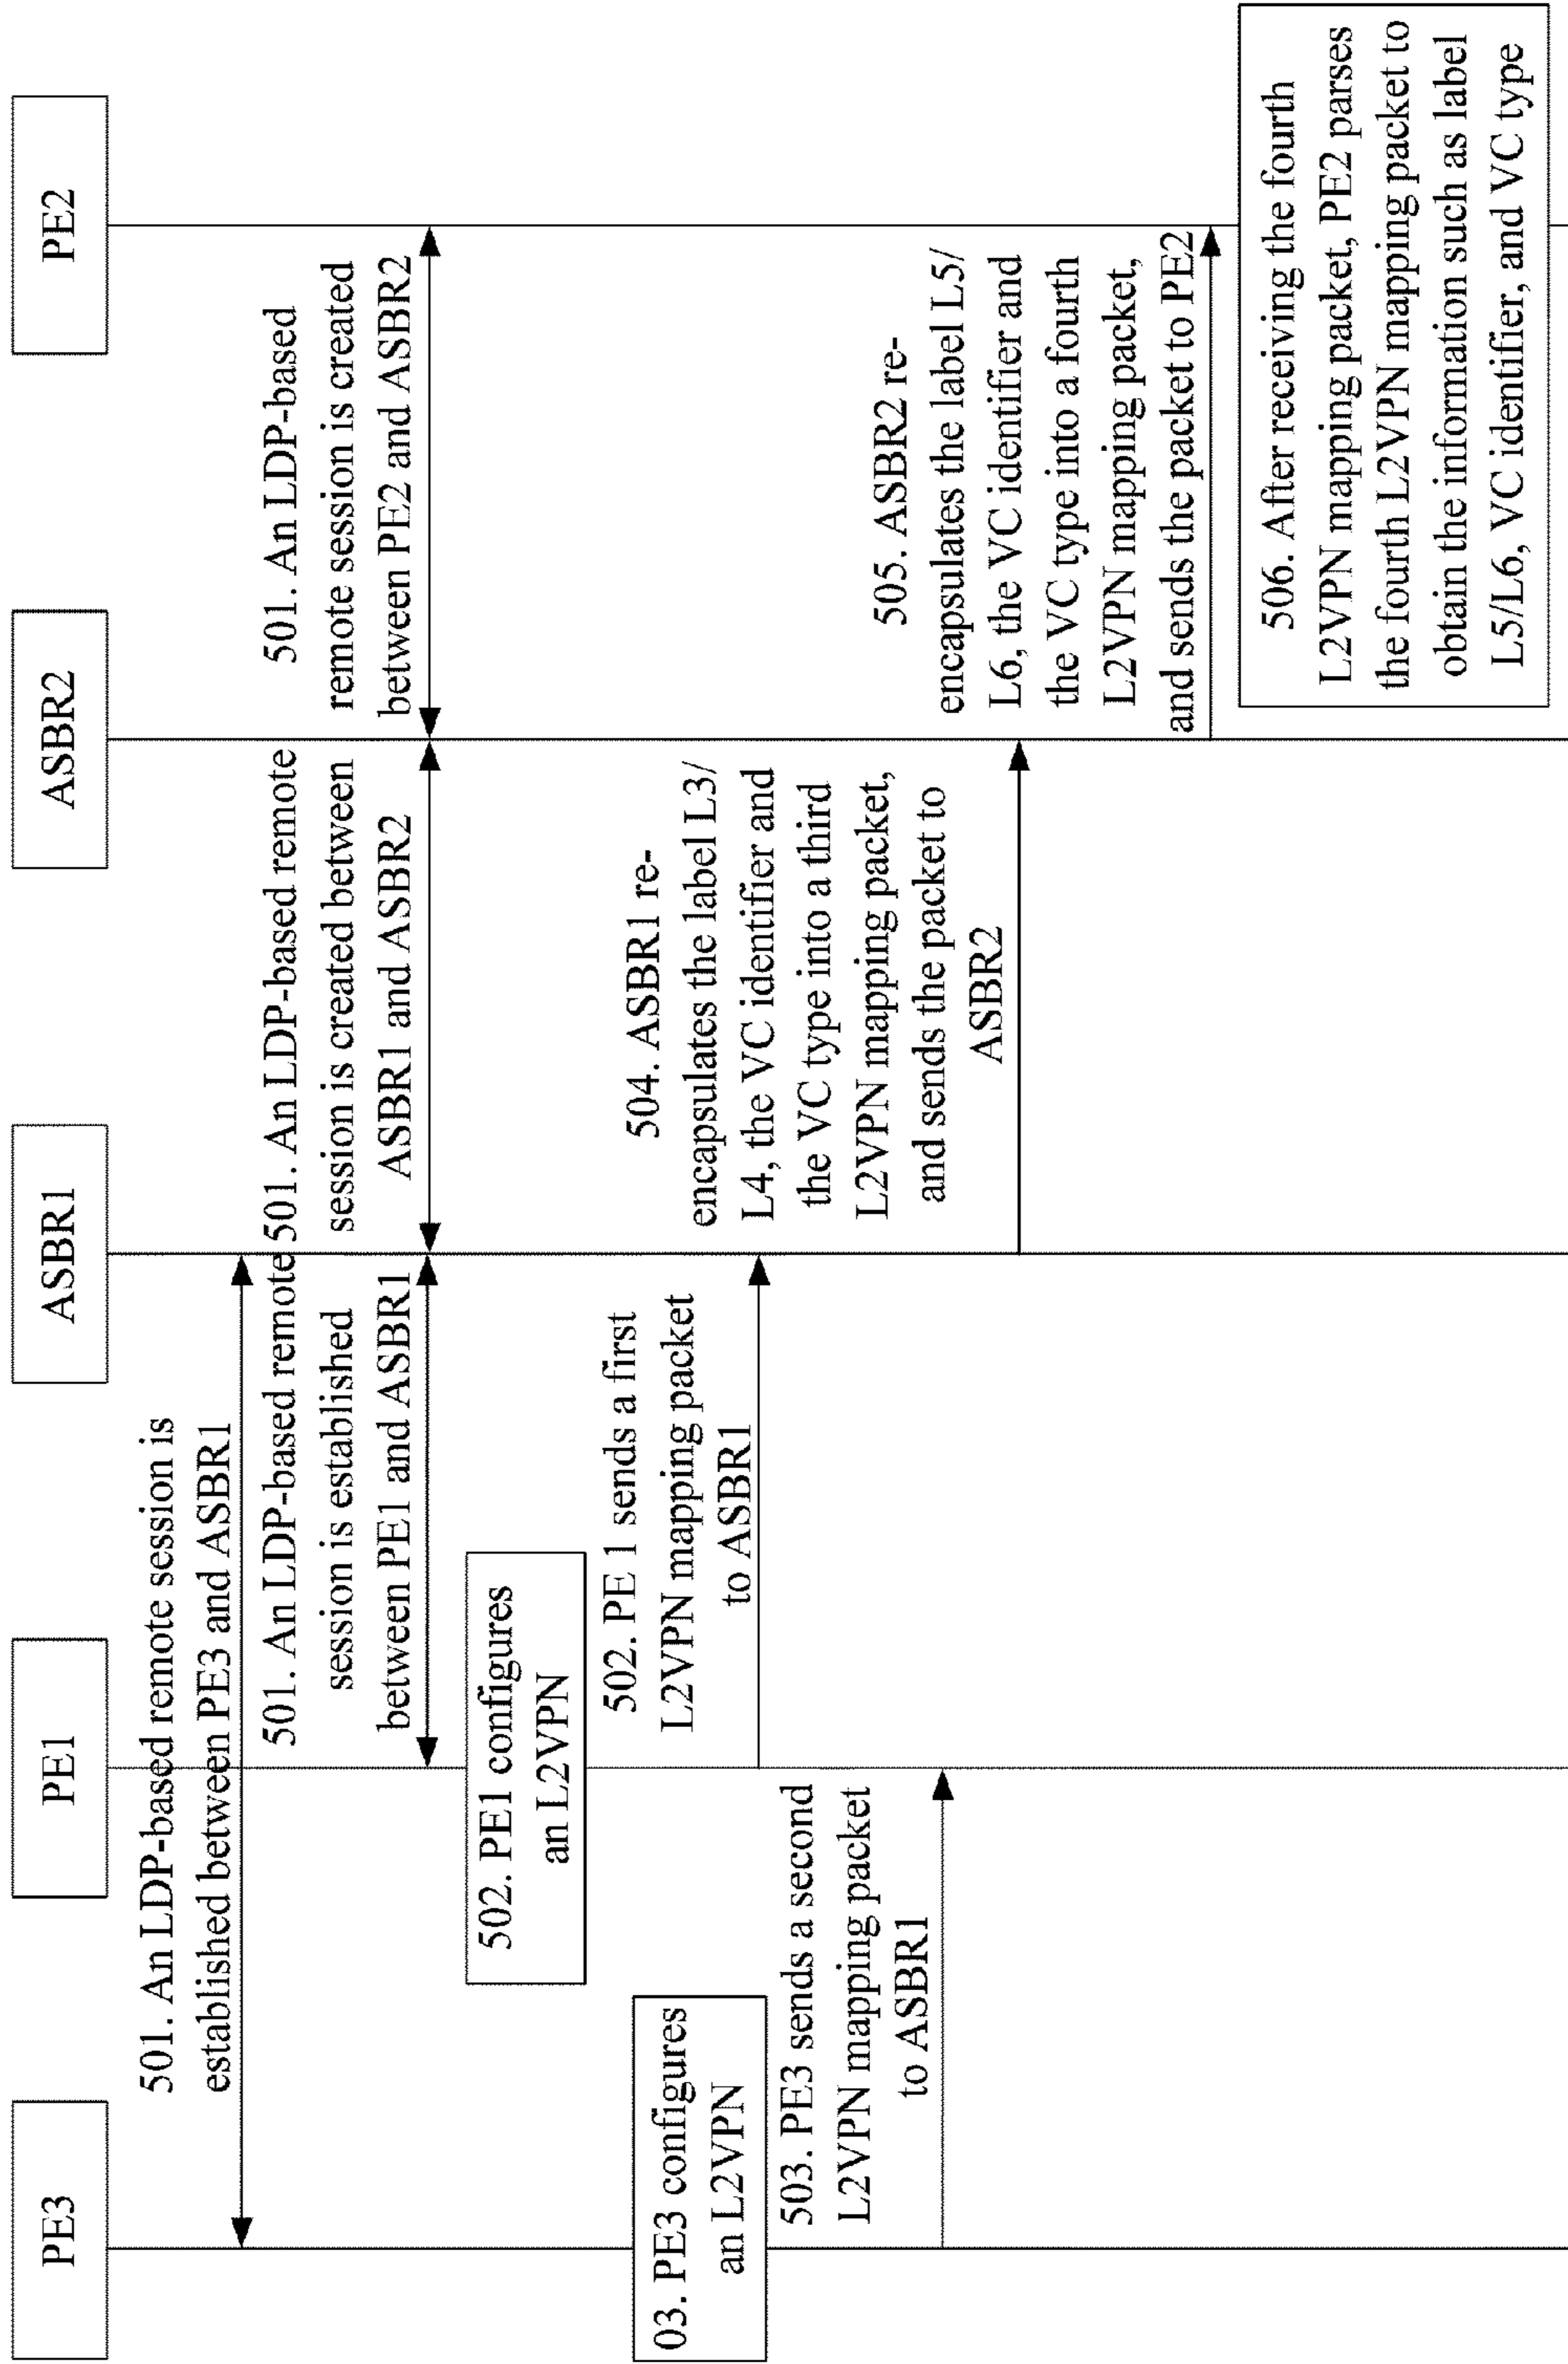 PE3
PE1
ASBR1
ASBR2
PE2
501. An LDP-based remote session is
established between PE3 and ASBR1
501. An LDP-based remote
session is established
between PE1 and ASBR1
501. An LDP-based remote
session is created between
ASBR1 and ASBR2
501. An LDP-based
remote session is created
between PE2 and ASBR2
502. PE1 configures
an L2VPN
502. PE 1 sends a first
L2VPN mapping packet
to ASBR1
03. PE3 configures
an L2VPN
503. PE3 sends a second
L2VPN mapping packet
to ASBR1
504. ASBR1 re-
encapsulates the label L3/
L4, the VC identifier and
the VC type into a third
L2VPN mapping packet,
and sends the packet to
ASBR2
505. ASBR2 re-
encapsulates the label L5/
L6, the VC identifier and
the VC type into a fourth
L2VPN mapping packet,
and sends the packet to PE2
506. After receiving the fourth
L2VPN mapping packet, PE2 parses
the fourth L2VPN mapping packet to
obtain the information such as label
L5/L6, VC identifier, and VC type